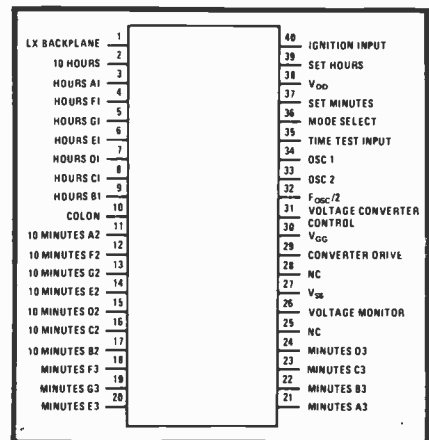 LX BACKPLANE 1
10 HOURS 2
HOURS A1 3
HOURS F1 4
HOURS G1 5
HOURS E1 6
HOURS D1 7
HOURS C1 8
HOURS B1 9
COLON 10
10 MINUTES A2 11
10 MINUTES F2 12
10 MINUTES G2 13
10 MINUTES E2 14
10 MINUTES D2 15
10 MINUTES C2 16
10 MINUTES B2 17
MINUTES F3 18
MINUTES G3 19
MINUTES E3 20
40 IGNITION INPUT
39 SET HOURS
38 VDD
37 SET MINUTES
36 MODE SELECT
35 TIME TEST INPUT
34 OSC 1
33 OSC 2
32 FOSC/2
31 VOLTAGE CONVERTER
CONTROL
30 VGG
29 CONVERTER DRIVE
28 NC
27 VSS
26 VOLTAGE MONITOR
25 NC
24 MINUTES D3
23 MINUTES C3
22 MINUTES B3
21 MINUTES A3